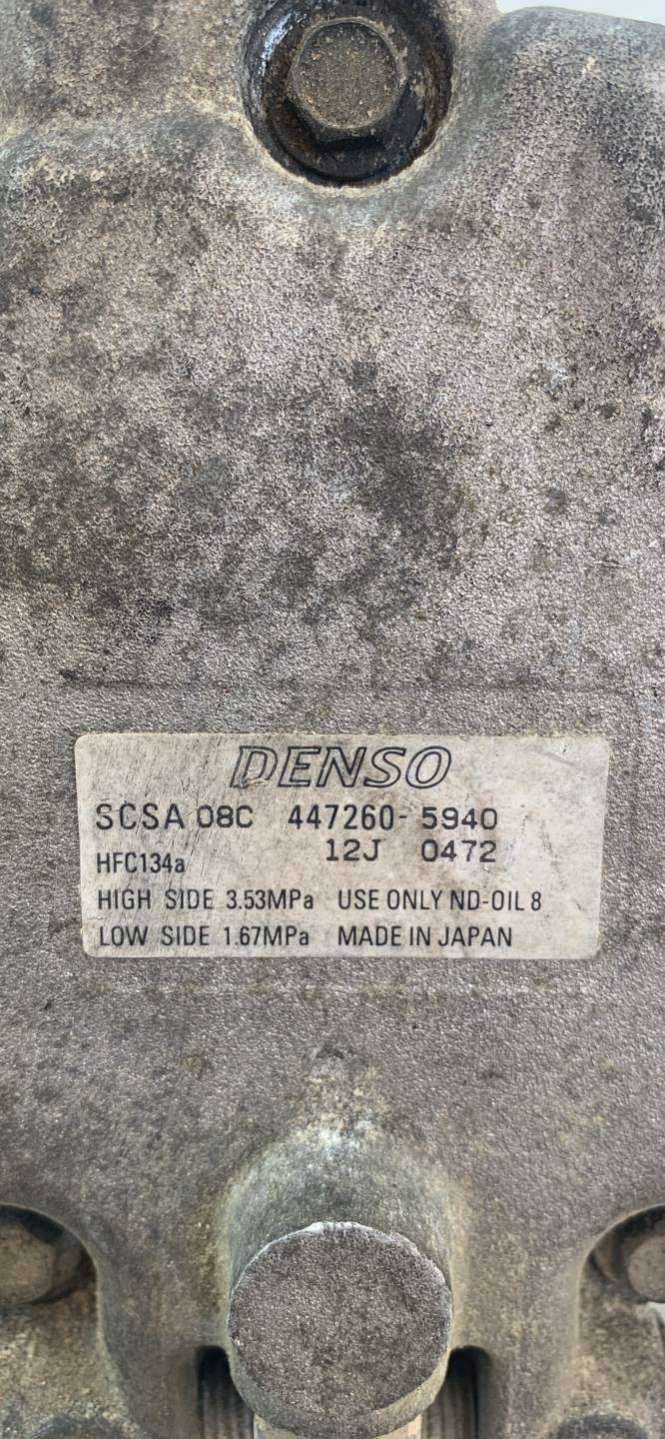 DENSO
SCSA 08C 447260-5940
HFC134a 12J 0472
HIGH SIDE 3.53MPa USE ONLY ND-OIL 8
LOW SIDE 1.67MPa MADE IN JAPAN